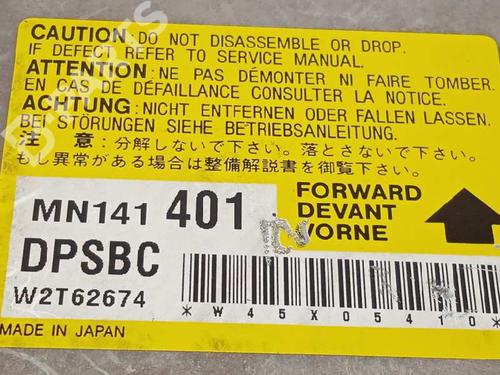 CAUTION: DO NOT DISASSEMBLE OR DROP.
IF DEFECT REFER TO SERVICE MANUAL.
ATTENTION: NE PAS DÉMONTER NI FAIRE TOMBER.
EN CAS DE DÉFAILLANCE CONSULTER LA NOTICE.
ACHTUNG: NICHT ENTFERNEN ODER FALLEN LASSEN.
BEI STÖRUNGEN SIEHE BETRIEBSANLEITUNG.
注 意:分解しないで下さい。落とさないで下さい。
もし異常がある場合は整備解説書を御覧下さい。
MN141 401
DPSBC
W2T62674
FORWARD
DEVANT
VORNE
*W45X05410*
MADE IN JAPAN